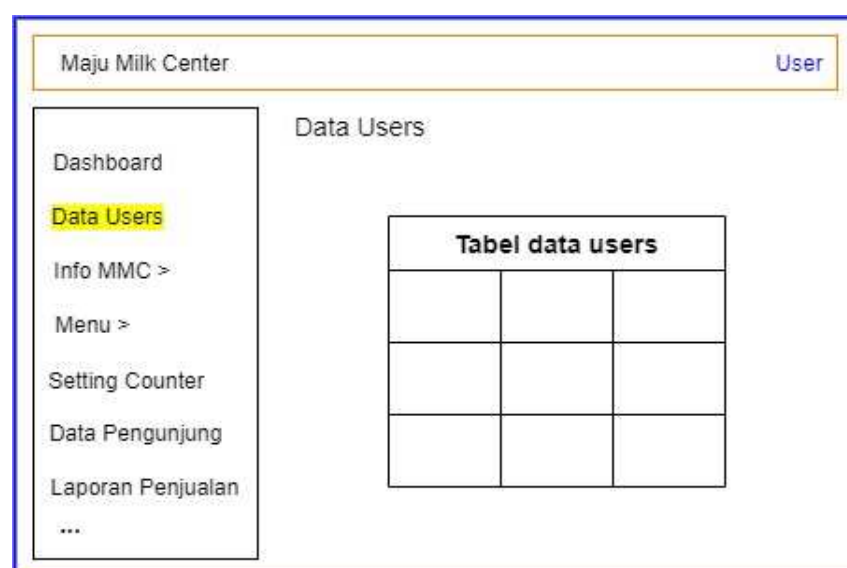 Maju Milk Center
User
Data Users
Dashboard
Data Users
Info MMC >
Menu >
Setting Counter
Data Pengunjung
Laporan Penjualan
...
Tabel data users